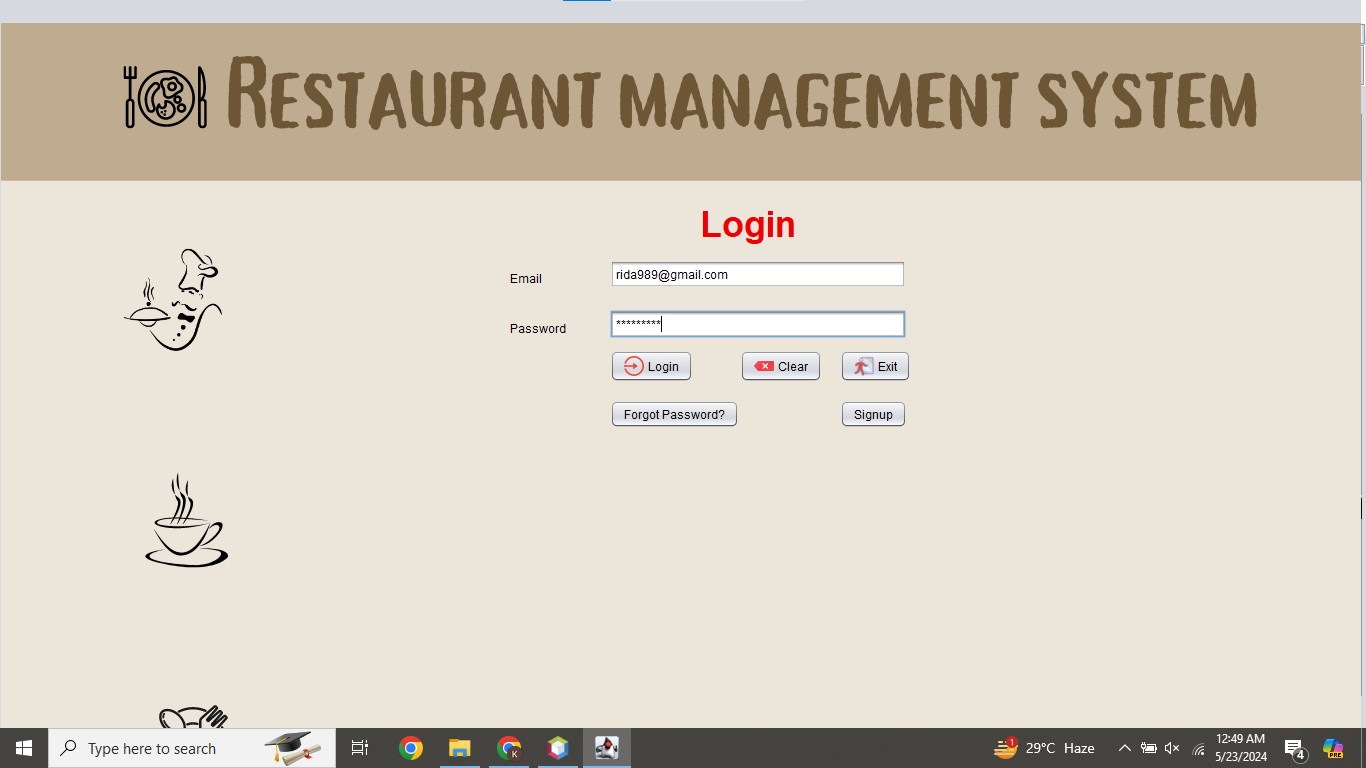 RESTAURANT MANAGEMENT SYSTEM
Login
Email
rida989@gmail.com
Password
*********
Login
Clear
Exit
Forgot Password?
Signup
Type here to search
K
1
29°C Haze
12:49 AM
5/23/2024
4
PRE